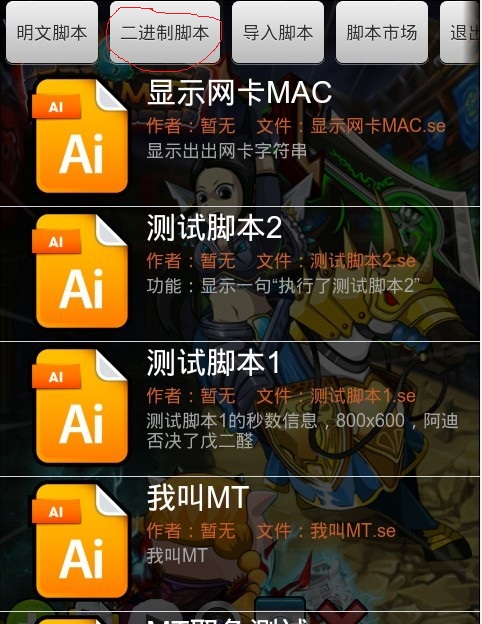 明文脚本
二进制脚本
导入脚本
脚本市场
退出
AI
Ai
显示网卡MAC
作者：暂无 文件：显示网卡MAC.se
显示出出网卡字符串
AI
Ai
测试脚本2
作者：暂无 文件：测试脚本2.se
功能：显示一句“执行了测试脚本2”
AI
Ai
测试脚本1
作者：暂无 文件：测试脚本1.se
测试脚本1的秒数信息，800x600，阿迪
否决了戊二醛
AI
Ai
我叫MT
作者：暂无 文件：我叫MT.se
我叫MT